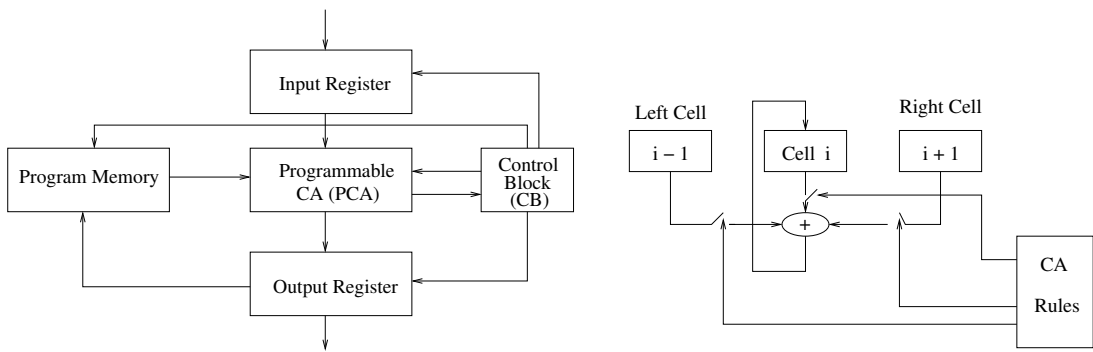 Input Register
Program Memory
Programmable
CA (PCA)
Control
Block
(CB)
Output Register
Left Cell
Right Cell
i − 1
Cell i
i + 1
+
CA
Rules